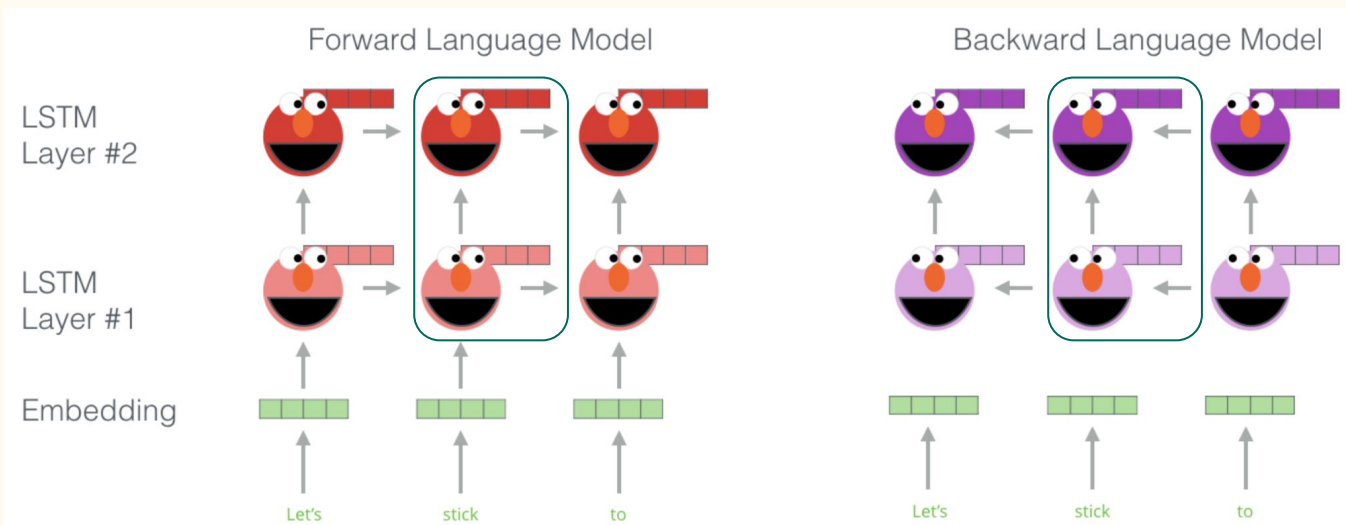 Forward Language Model
Backward Language Model
LSTM
Layer #2
LSTM
Layer #1
Embedding
Let's
stick
to
Let's
stick
to